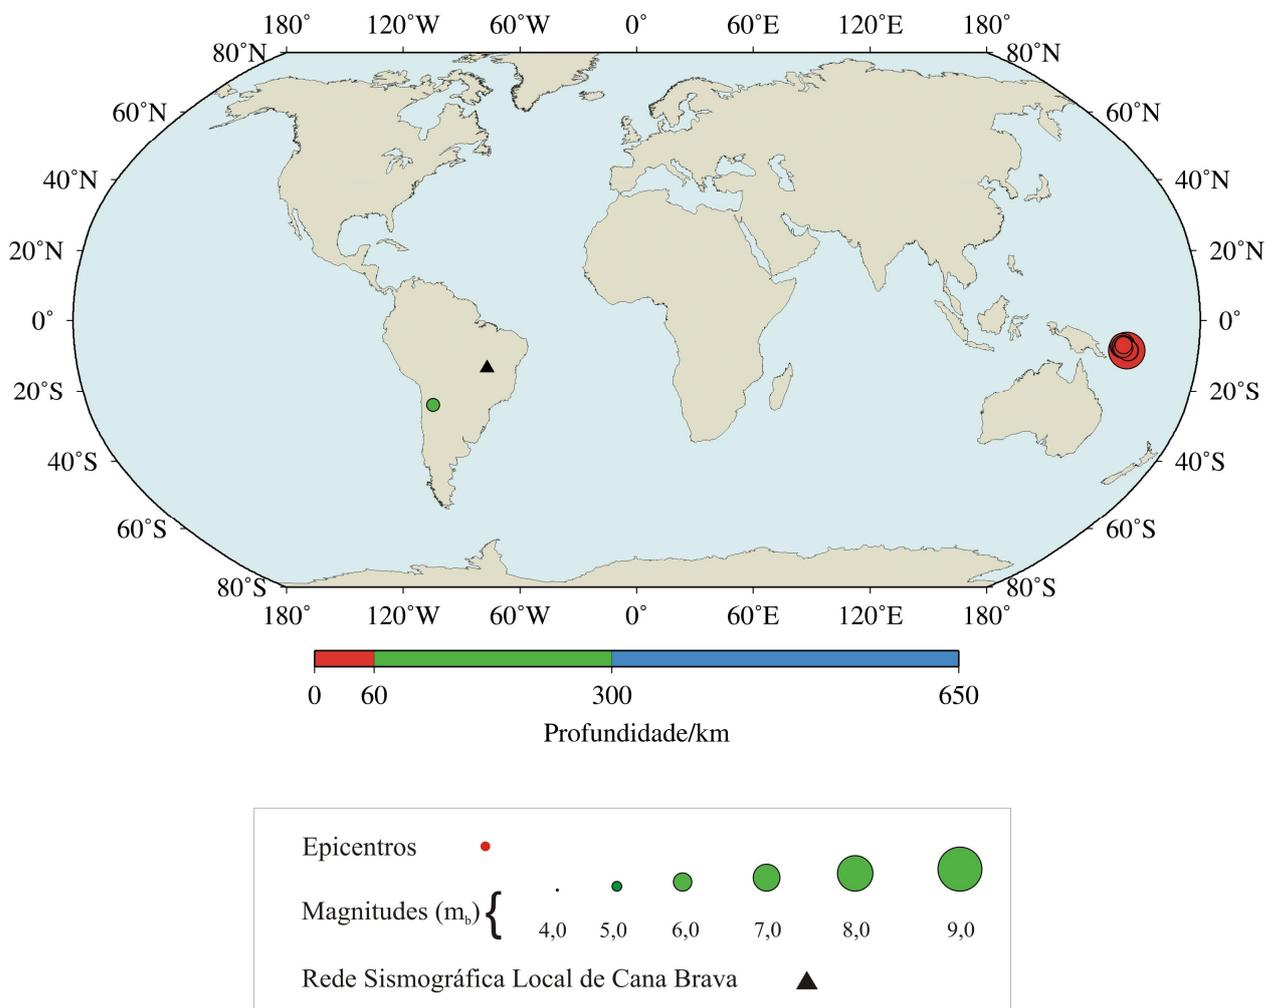 180˚ 120˚W 60˚W 0˚ 60˚E 120˚E 180˚
80˚N 80˚N
60˚N 60˚N
40˚N 40˚N
20˚N 20˚N
0˚ 0˚
20˚S 20˚S
40˚S 40˚S
60˚S 60˚S
80˚S 80˚S
180˚ 120˚W 60˚W 0˚ 60˚E 120˚E 180˚
0 60 300 650
Profundidade/km
Epicentros
Magnitudes (m_b) {
4,0 5,0 6,0 7,0 8,0 9,0
Rede Sismográfica Local de Cana Brava